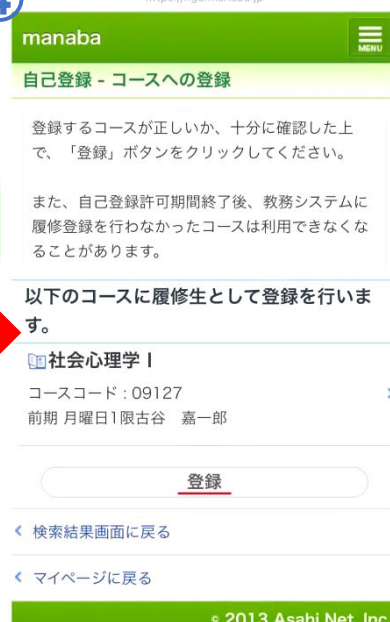 manaba
MENU
自己登録 - コースへの登録
登録するコースが正しいか、十分に確認した上
で、「登録」ボタンをクリックしてください。
また、自己登録許可期間終了後、教務システムに
履修登録を行わなかったコースは利用できなくな
ることがあります。
以下のコースに履修生として登録を行いま
す。
社会心理学Ⅰ
コースコード : 09127
前期 月曜日1限古谷　嘉一郎
登録
検索結果画面に戻る
マイページに戻る
© 2013 Asahi Net, Inc